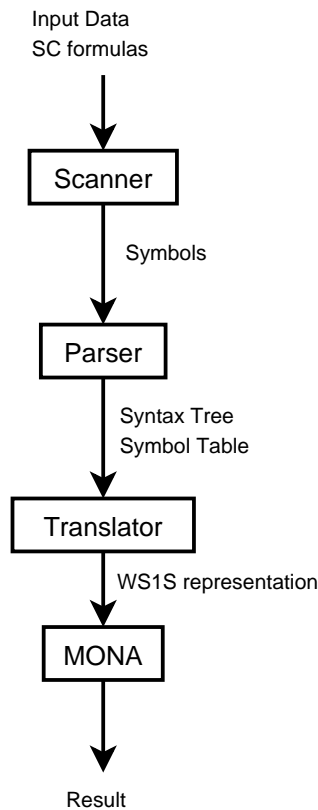 Input Data
SC formulas
Scanner
Symbols
Parser
Syntax Tree
Symbol Table
Translator
WS1S representation
MONA
Result